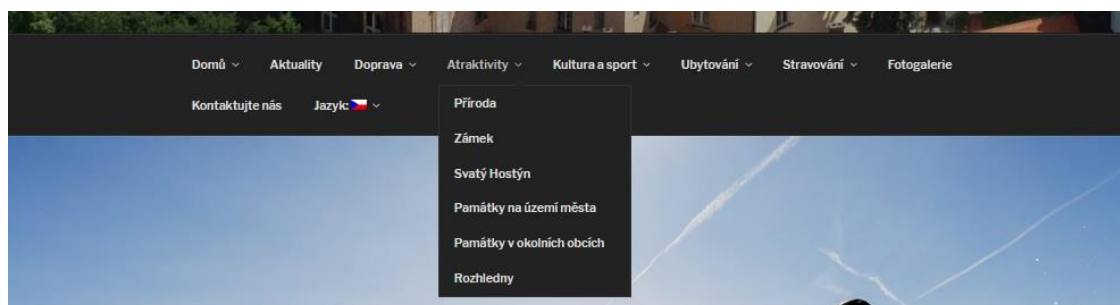 Domů Aktuality Doprava Atraktivity Kultura a sport Ubytování Stravování Fotogalerie
Kontaktujte nás Jazyk:
Příroda
Zámek
Svatý Hostýn
Památky na území města
Památky v okolních obcích
Rozhledny